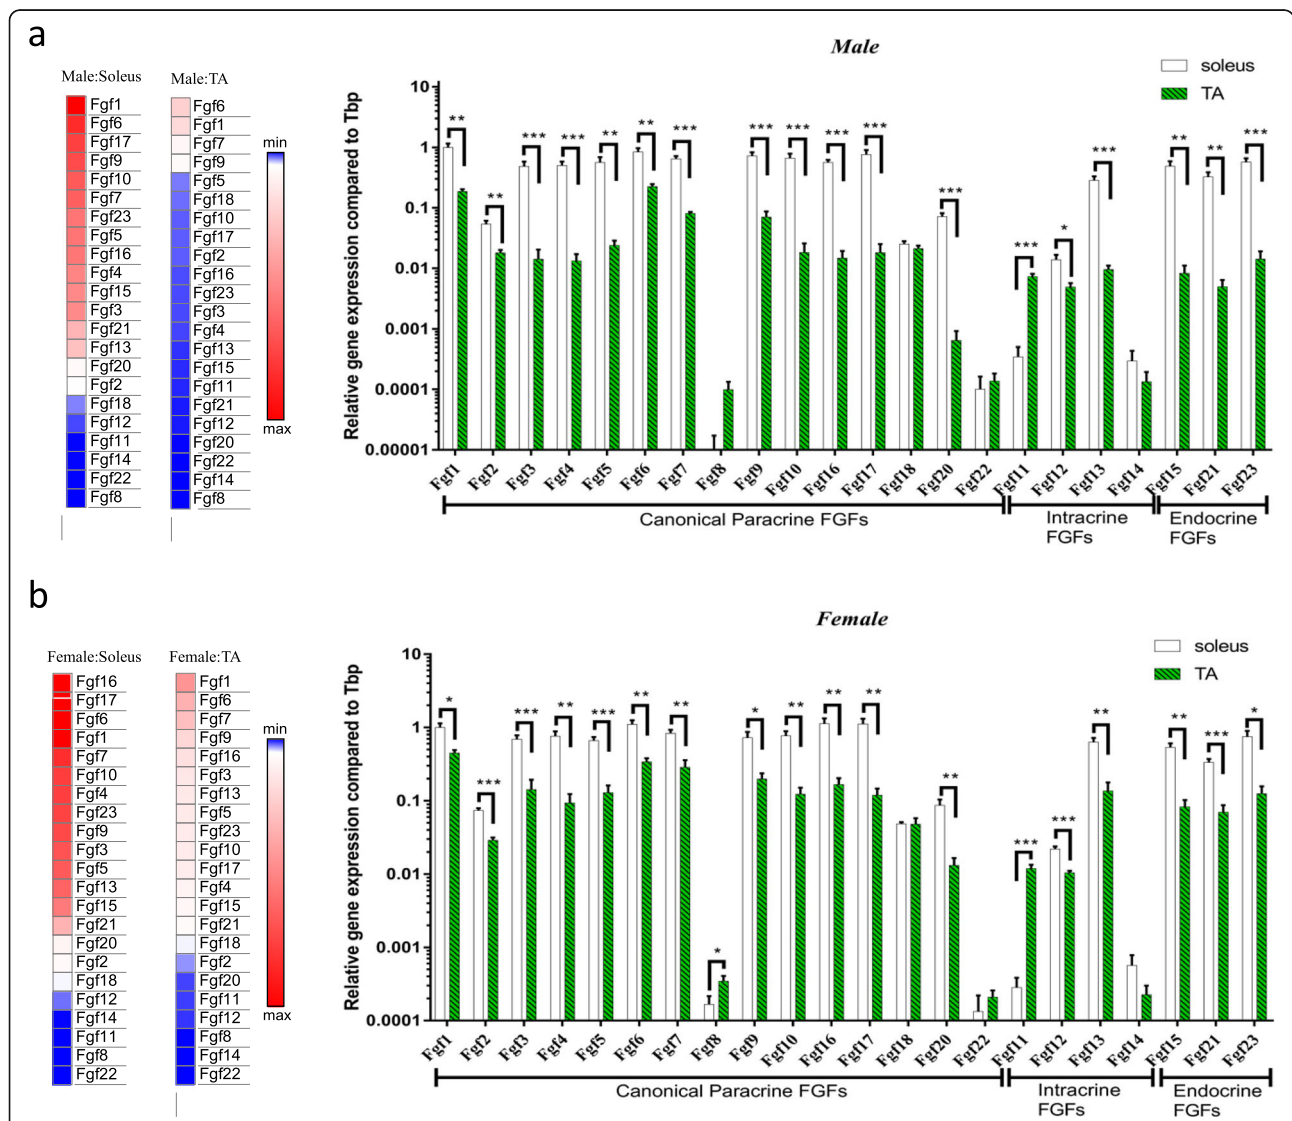 a
Male
Male:Soleus
Male:TA
Fgf1
Fgf6
Fgf17
Fgf9
Fgf10
Fgf7
Fgf23
Fgf5
Fgf16
Fgf4
Fgf15
Fgf3
Fgf21
Fgf13
Fgf20
Fgf2
Fgf18
Fgf12
Fgf11
Fgf14
Fgf22
Fgf8
Fgf6
Fgf1
Fgf7
Fgf9
Fgf5
Fgf18
Fgf10
Fgf17
Fgf2
Fgf16
Fgf23
Fgf3
Fgf4
Fgf13
Fgf15
Fgf11
Fgf21
Fgf12
Fgf20
Fgf22
Fgf14
Fgf8
min
max
soleus
TA
Relative gene expression compared to Tbp
10
1
0.1
0.01
0.001
0.0001
0.00001
** ** *** *** ** ** *** *** *** *** *** *** *** * *** ** ** ***
Fgf1 Fgf2 Fgf3 Fgf4 Fgf5 Fgf6 Fgf7 Fgf8 Fgf9 Fgf10 Fgf16 Fgf17 Fgf18 Fgf20 Fgf22 Fgf11 Fgf12 Fgf13 Fgf14 Fgf15 Fgf21 Fgf23
Canonical Paracrine FGFs
Intracrine
FGFs
Endocrine
FGFs
b
Female
Female:Soleus
Female:TA
Fgf16
Fgf17
Fgf6
Fgf1
Fgf7
Fgf10
Fgf4
Fgf23
Fgf9
Fgf3
Fgf5
Fgf13
Fgf15
Fgf21
Fgf20
Fgf2
Fgf18
Fgf12
Fgf14
Fgf11
Fgf8
Fgf22
Fgf1
Fgf6
Fgf7
Fgf9
Fgf16
Fgf3
Fgf13
Fgf5
Fgf23
Fgf10
Fgf17
Fgf4
Fgf15
Fgf21
Fgf18
Fgf2
Fgf20
Fgf11
Fgf12
Fgf8
Fgf14
Fgf22
min
max
soleus
TA
Relative gene expression compared to Tbp
10
1
0.1
0.01
0.001
0.0001
* *** *** ** *** ** ** * * ** ** ** ** *** *** ** ** *** *
Fgf1 Fgf2 Fgf3 Fgf4 Fgf5 Fgf6 Fgf7 Fgf8 Fgf9 Fgf10 Fgf16 Fgf17 Fgf18 Fgf20 Fgf22 Fgf11 Fgf12 Fgf13 Fgf14 Fgf15 Fgf21 Fgf23
Canonical Paracrine FGFs
Intracrine
FGFs
Endocrine
FGFs